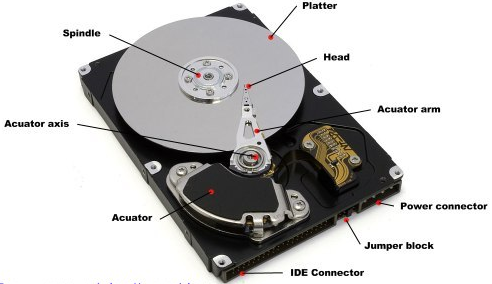 Platter
Spindle
Head
Acuator arm
Acuator axis
Power connector
Acuator
Jumper block
IDE Connector